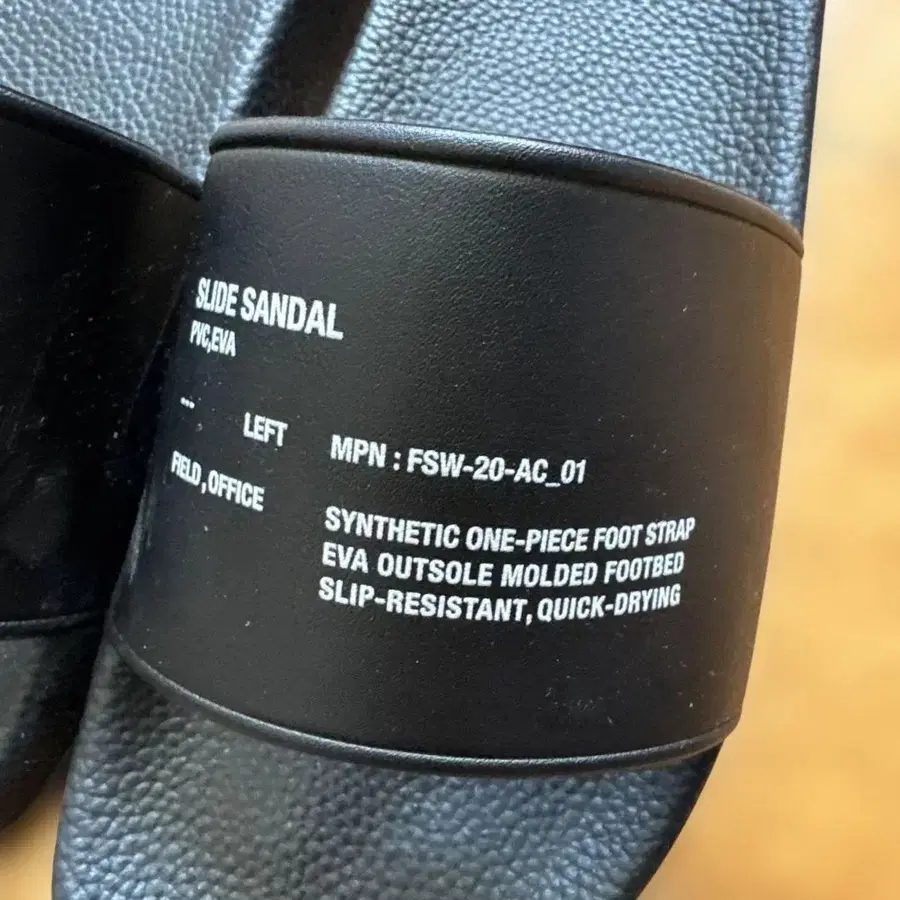 SLIDE SANDAL
PVC,EVA
...
LEFT
MPN : FSW-20-AC_01
FIELD, OFFICE
SYNTHETIC ONE-PIECE FOOT STRAP
EVA OUTSOLE MOLDED FOOTBED
SLIP-RESISTANT, QUICK-DRYING